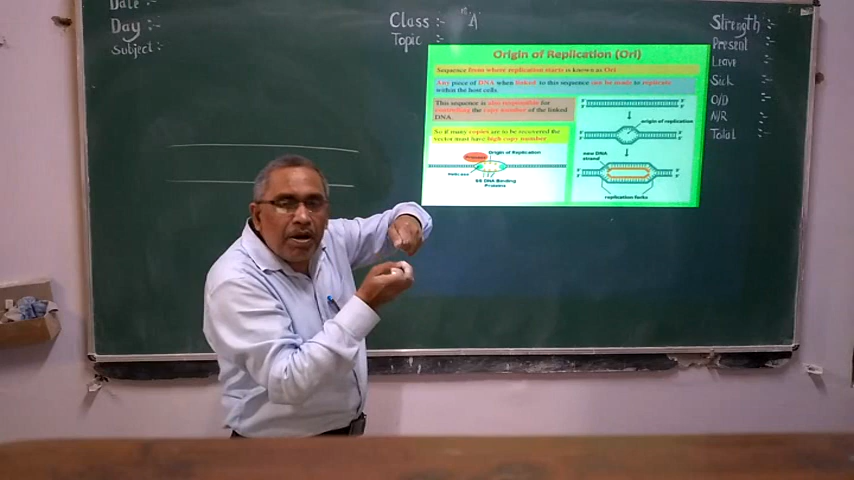 Date :-
Day :-
Subject :-
Class :- A
Topic :-
Strength :-
Present :-
Leave :-
Sick :-
O/D :-
N/R :-
Total :-
Origin of Replication (Ori)
Sequence from where replication starts is known as Ori
Any piece of DNA when linked to this sequence can be made to replicate
within the host cells.
This sequence is also responsible for
controlling the copy number of the linked
DNA.
So if many copies are to be recovered the
vector must have high copy number
Origin of Replication
Helicase
SS DNA Binding
Proteins
origin of replication
new DNA
strand
replication forks